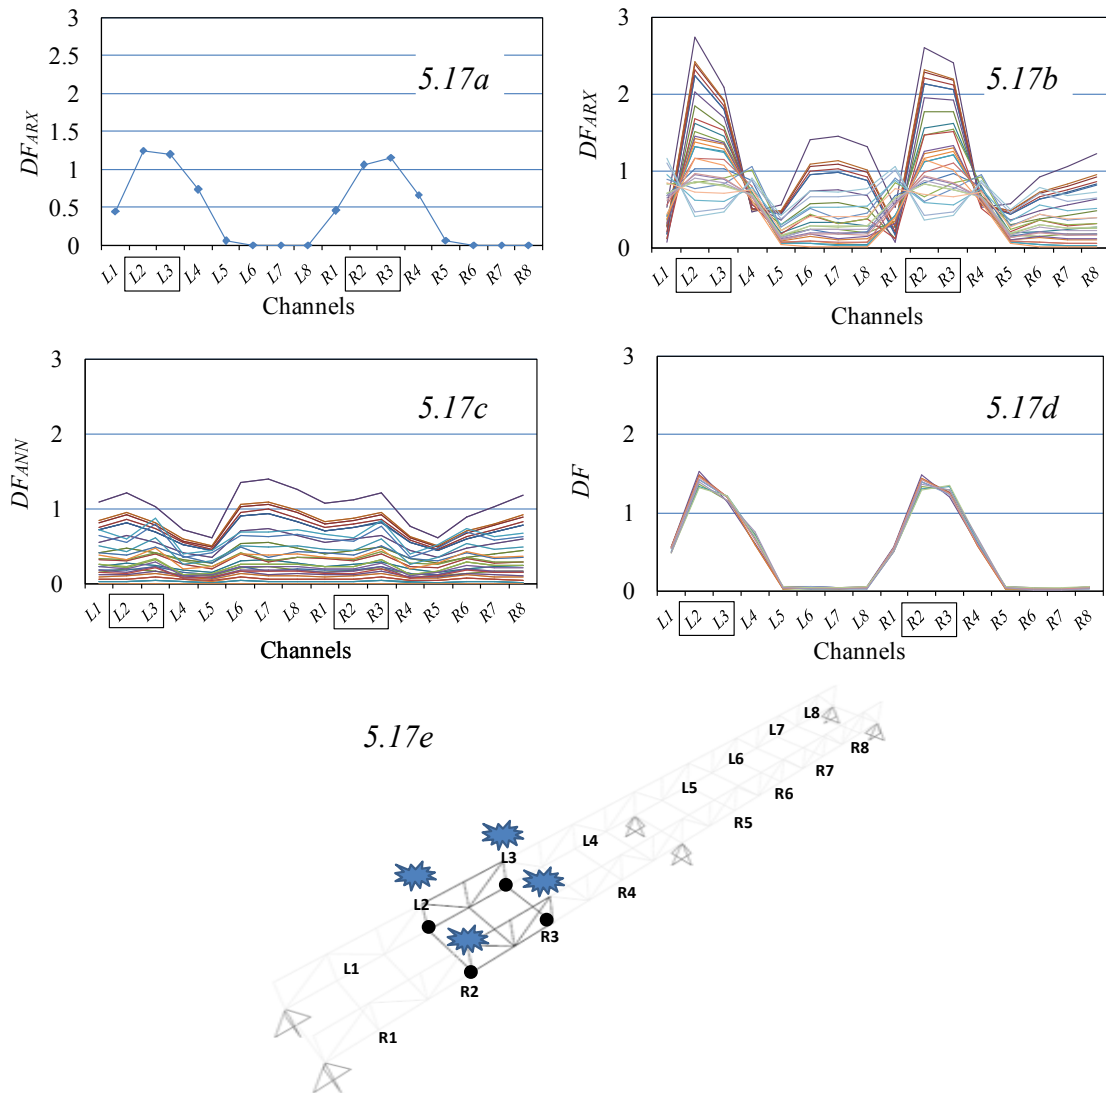 3
2.5
2
1.5
1
0.5
0
DFARX
5.17a
L1 L2 L3 L4 L5 L6 L7 L8 R1 R2 R3 R4 R5 R6 R7 R8
Channels
3
2
1
0
DFARX
5.17b
L1 L2 L3 L4 L5 L6 L7 L8 R1 R2 R3 R4 R5 R6 R7 R8
Channels
3
2
1
0
DFANN
5.17c
L1 L2 L3 L4 L5 L6 L7 L8 R1 R2 R3 R4 R5 R6 R7 R8
Channels
3
2
1
0
DF
5.17d
L1 L2 L3 L4 L5 L6 L7 L8 R1 R2 R3 R4 R5 R6 R7 R8
Channels
5.17e
L8
L7
R8
L6
R7
L5
R6
R5
L4
L3
R4
L2
R3
L1
R2
R1